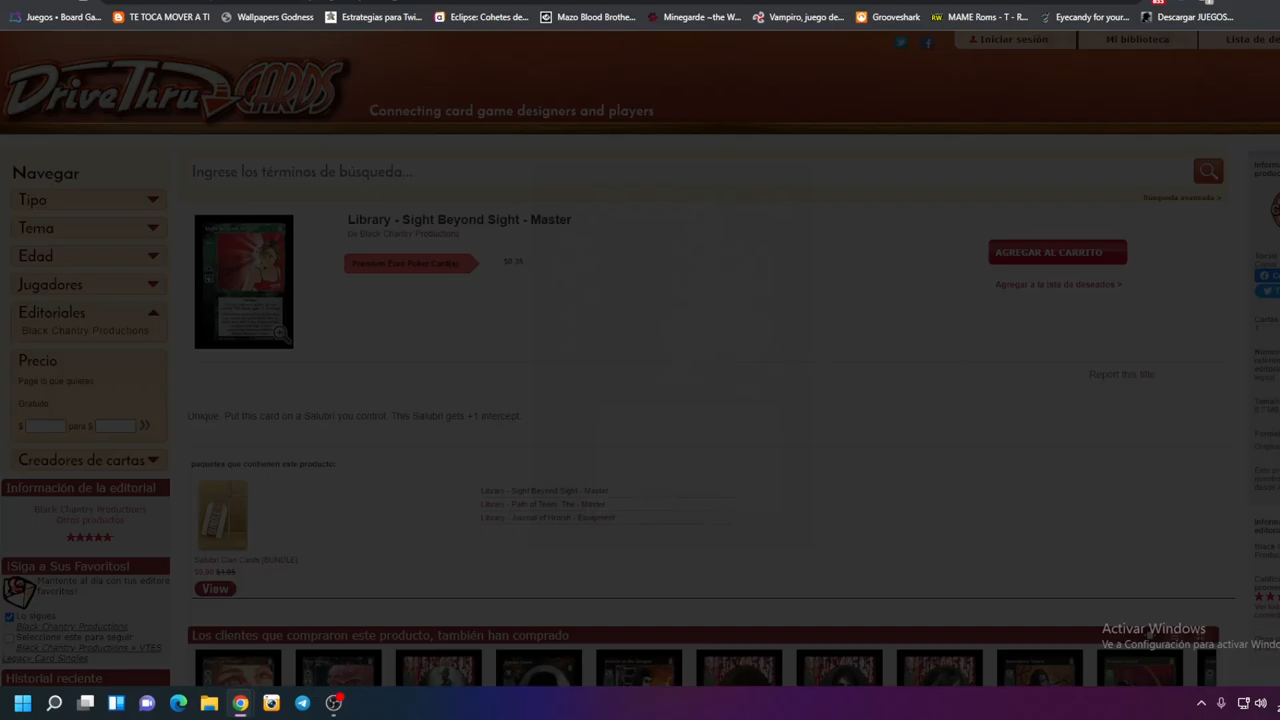 Juegos • Board Ga...
TE TOCA MOVER A TI
Wallpapers Godness
Estrategias para Twi...
Eclipse: Cohetes de...
Mazo Blood Brothe...
Minegarde ~the W...
Vampiro, juego de...
Grooveshark
MAME Roms - T - R...
Eyecandy for your...
Descargar JUEGOS...
Iniciar sesión
Mi biblioteca
Lista de de
DriveThru CARDS
Connecting card game designers and players
Navegar
Ingrese los términos de búsqueda...
Búsqueda avanzada >
Tipo
Tema
Edad
Jugadores
Editoriales
Black Chantry Productions
Precio
Page lo que quieras
Gratuito
$ para $ ⟩⟩
Creadores de cartas
Información de la editorial
Black Chantry Productions
Otros productos
¡Siga a Sus Favoritos!
Mantente al día con tus editore
favoritos!
Lo sigues
Black Chantry Productions
Seleccione este para seguir
Black Chantry Productions » VTES
Legacy Card Singles
Historial reciente
Library - Sight Beyond Sight - Master
De Black Chantry Productions
Premium Euro Poker Card(s)
$0.35
AGREGAR AL CARRITO
Agregar a la lista de deseados >
Report this title
Unique. Put this card on a Salubri you control. This Salubri gets +1 intercept.
paquetes que contienen este producto:
Library - Sight Beyond Sight - Master
Library - Path of Tears, The - Master
Library - Journal of Hrorsh - Equipment
Salubri Clan Cards [BUNDLE]
View
Los clientes que compraron este producto, también han comprado
Activar Windows
Ve a Configuración para activar Windo